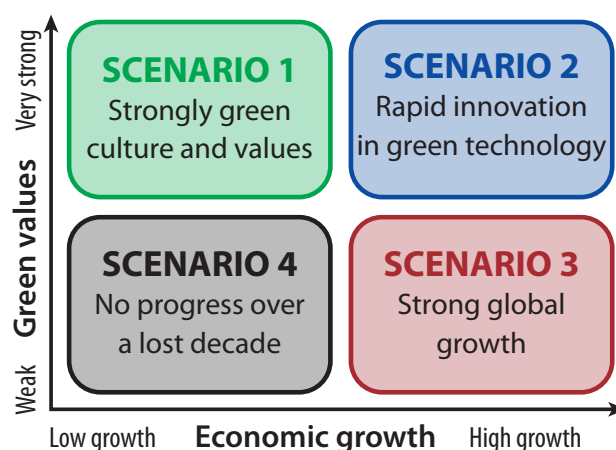 Very strong
Green values
Weak
SCENARIO 1
Strongly green
culture and values
SCENARIO 2
Rapid innovation
in green technology
SCENARIO 4
No progress over
a lost decade
SCENARIO 3
Strong global
growth
Low growth
Economic growth
High growth